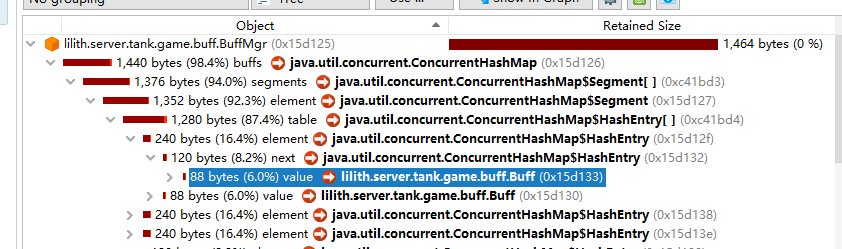 No grouping Tree Use ... Show in Graph
Object Retained Size
lilith.server.tank.game.buff.BuffMgr (0x15d125) 1,464 bytes (0 %)
1,440 bytes (98.4%) buffs java.util.concurrent.ConcurrentHashMap (0x15d126)
1,376 bytes (94.0%) segments java.util.concurrent.ConcurrentHashMap$Segment[ ] (0xc41bd3)
1,352 bytes (92.3%) element java.util.concurrent.ConcurrentHashMap$Segment (0x15d127)
1,280 bytes (87.4%) table java.util.concurrent.ConcurrentHashMap$HashEntry[ ] (0xc41bd4)
240 bytes (16.4%) element java.util.concurrent.ConcurrentHashMap$HashEntry (0x15d12f)
120 bytes (8.2%) next java.util.concurrent.ConcurrentHashMap$HashEntry (0x15d132)
88 bytes (6.0%) value lilith.server.tank.game.buff.Buff (0x15d133)
88 bytes (6.0%) value lilith.server.tank.game.buff.Buff (0x15d130)
240 bytes (16.4%) element java.util.concurrent.ConcurrentHashMap$HashEntry (0x15d138)
240 bytes (16.4%) element java.util.concurrent.ConcurrentHashMap$HashEntry (0x15d13e)